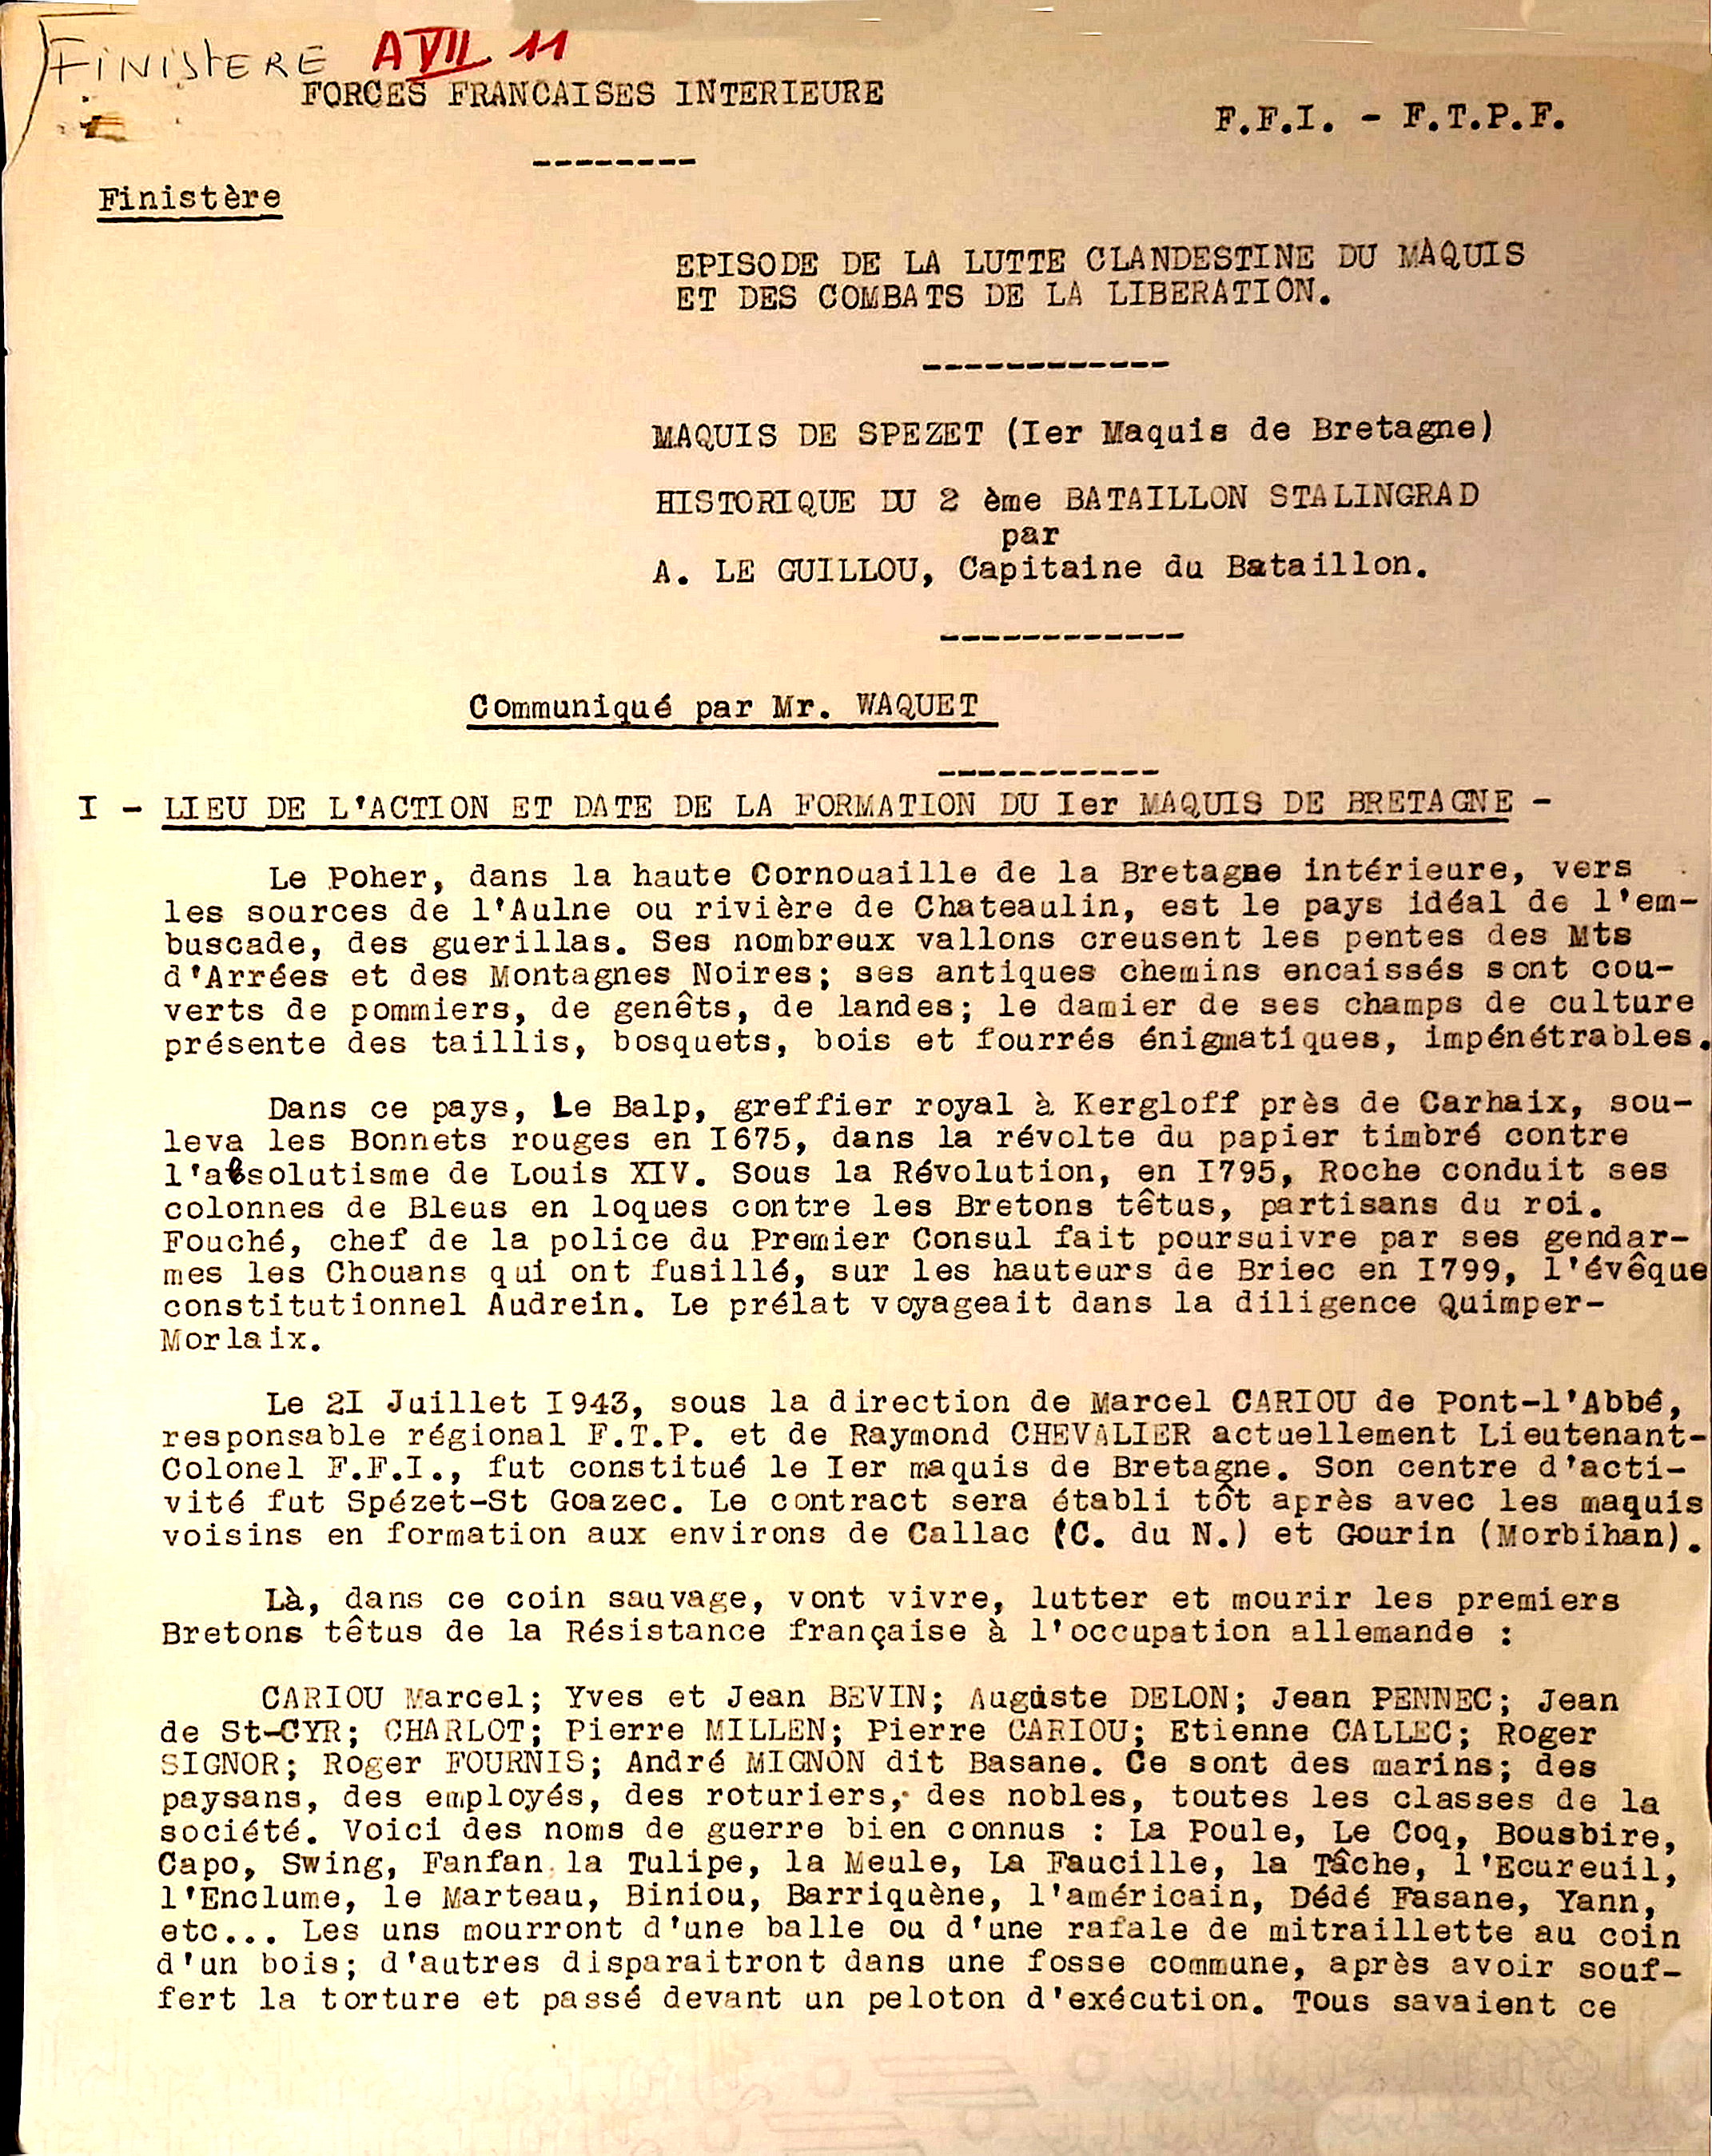 FINISTERE A VII 11
FORCES FRANCAISES INTERIEURE
F.F.I. - F.T.P.F.
--------
Finistère
EPISODE DE LA LUTTE CLANDESTINE DU MAQUIS
ET DES COMBATS DE LA LIBERATION.
------------
MAQUIS DE SPEZET (Ier Maquis de Bretagne)
HISTORIQUE DU 2 ème BATAILLON STALINGRAD
par
A. LE GUILLOU, Capitaine du Bataillon.
------------
Communiqué par Mr. WAQUET
-----------
I - LIEU DE L'ACTION ET DATE DE LA FORMATION DU Ier MAQUIS DE BRETAGNE -
Le Poher, dans la haute Cornouaille de la Bretagne intérieure, vers
les sources de l'Aulne ou rivière de Chateaulin, est le pays idéal de l'em-
buscade, des guerillas. Ses nombreux vallons creusent les pentes des Mts
d'Arrées et des Montagnes Noires; ses antiques chemins encaissés sont cou-
verts de pommiers, de genêts, de landes; le damier de ses champs de culture
présente des taillis, bosquets, bois et fourrés énigmatiques, impénétrables.
Dans ce pays, Le Balp, greffier royal à Kergloff près de Carhaix, sou-
leva les Bonnets rouges en I675, dans la révolte du papier timbré contre
l'absolutisme de Louis XIV. Sous la Révolution, en I795, Roche conduit ses
colonnes de Bleus en loques contre les Bretons têtus, partisans du roi.
Fouché, chef de la police du Premier Consul fait poursuivre par ses gendar-
mes les Chouans qui ont fusillé, sur les hauteurs de Briec en I799, l'évêque
constitutionnel Audrein. Le prélat voyageait dans la diligence Quimper-
Morlaix.
Le 2I Juillet I943, sous la direction de Marcel CARIOU de Pont-l'Abbé,
responsable régional F.T.P. et de Raymond CHEVALIER actuellement Lieutenant-
Colonel F.F.I., fut constitué le Ier maquis de Bretagne. Son centre d'acti-
vité fut Spézet-St Goazec. Le contract sera établi tôt après avec les maquis
voisins en formation aux environs de Callac (C. du N.) et Gourin (Morbihan).
Là, dans ce coin sauvage, vont vivre, lutter et mourir les premiers
Bretons têtus de la Résistance française à l'occupation allemande :
CARIOU Marcel; Yves et Jean BEVIN; Auguste DELON; Jean PENNEC; Jean
de St-CYR; CHARLOT; Pierre MILLEN; Pierre CARIOU; Etienne CALLEC; Roger
SIGNOR; Roger FOURNIS; André MIGNON dit Basane. Ce sont des marins; des
paysans, des employés, des roturiers, des nobles, toutes les classes de la
société. Voici des noms de guerre bien connus : La Poule, Le Coq, Bousbire,
Capo, Swing, Fanfan la Tulipe, la Meule, La Faucille, la Tâche, l'Ecureuil,
l'Enclume, le Marteau, Biniou, Barriquène, l'américain, Dédé Fasane, Yann,
etc... Les uns mourront d'une balle ou d'une rafale de mitraillette au coin
d'un bois; d'autres disparaitront dans une fosse commune, après avoir souf-
fert la torture et passé devant un peloton d'exécution. Tous savaient ce